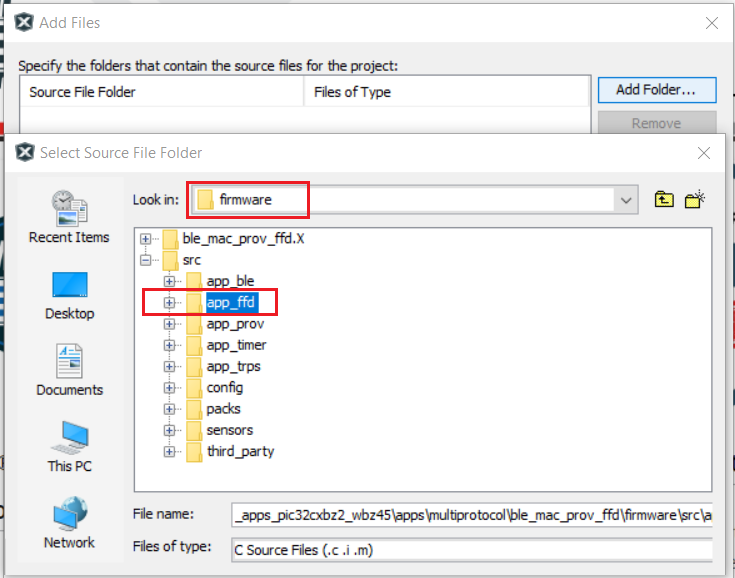 Add Files
Specify the folders that contain the source files for the project:
Source File Folder Files of Type Add Folder...
Remove
Select Source File Folder
Look in: firmware
Recent Items
Desktop
Documents
This PC
Network
ble_mac_prov_ffd.X
src
app_ble
app_ffd
app_prov
app_timer
app_trps
config
packs
sensors
third_party
File name: _apps_pic32cxbz2_wbz45\apps\multiprotocol\ble_mac_prov_ffd\firmware\src\a
Files of type: C Source Files (.c .i .m)